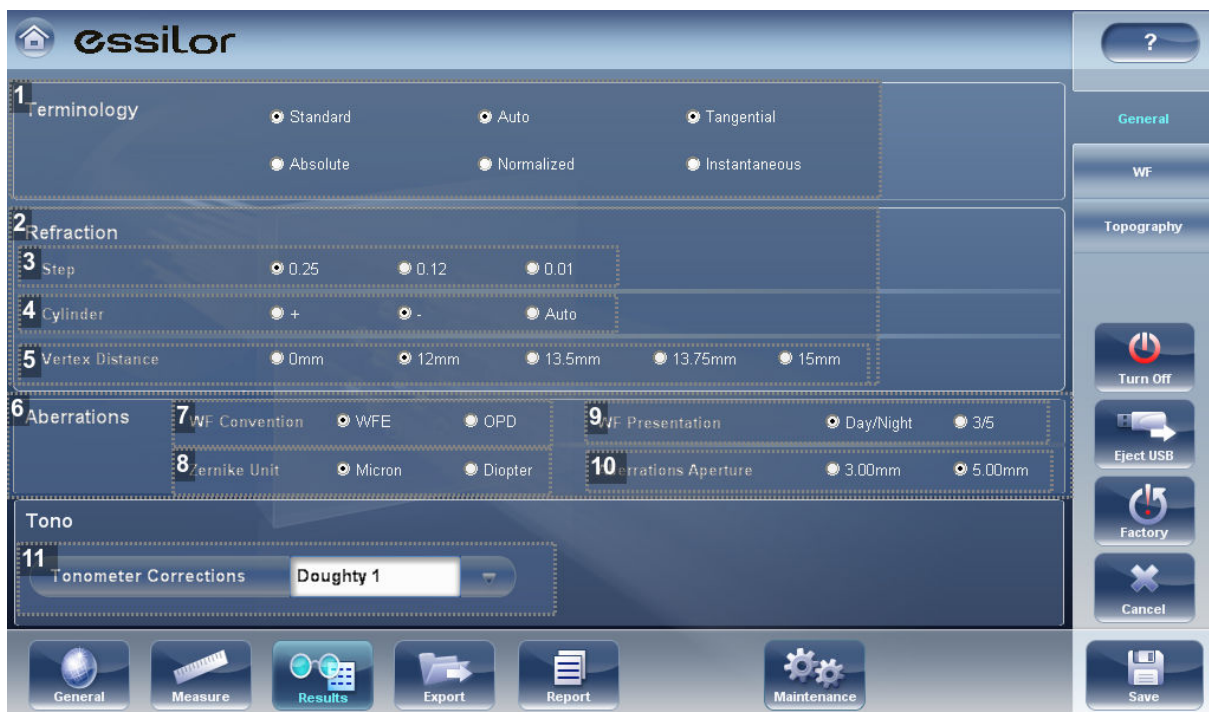 essilor
?
1
Terminology
Standard Auto Tangential
Absolute Normalized Instantaneous
2
Refraction
3 Step 0.25 0.12 0.01
4 Cylinder + - Auto
5 Vertex Distance 0mm 12mm 13.5mm 13.75mm 15mm
6 Aberrations 7 WF Convention WFE OPD 9 WF Presentation Day/Night 3/5
8 Zernike Unit Micron Diopter 10 errations Aperture 3.00mm 5.00mm
Tono
11
Tonometer Corrections Doughty 1
General
WF
Topography
Turn Off
Eject USB
Factory
Cancel
General Measure Results Export Report Maintenance Save